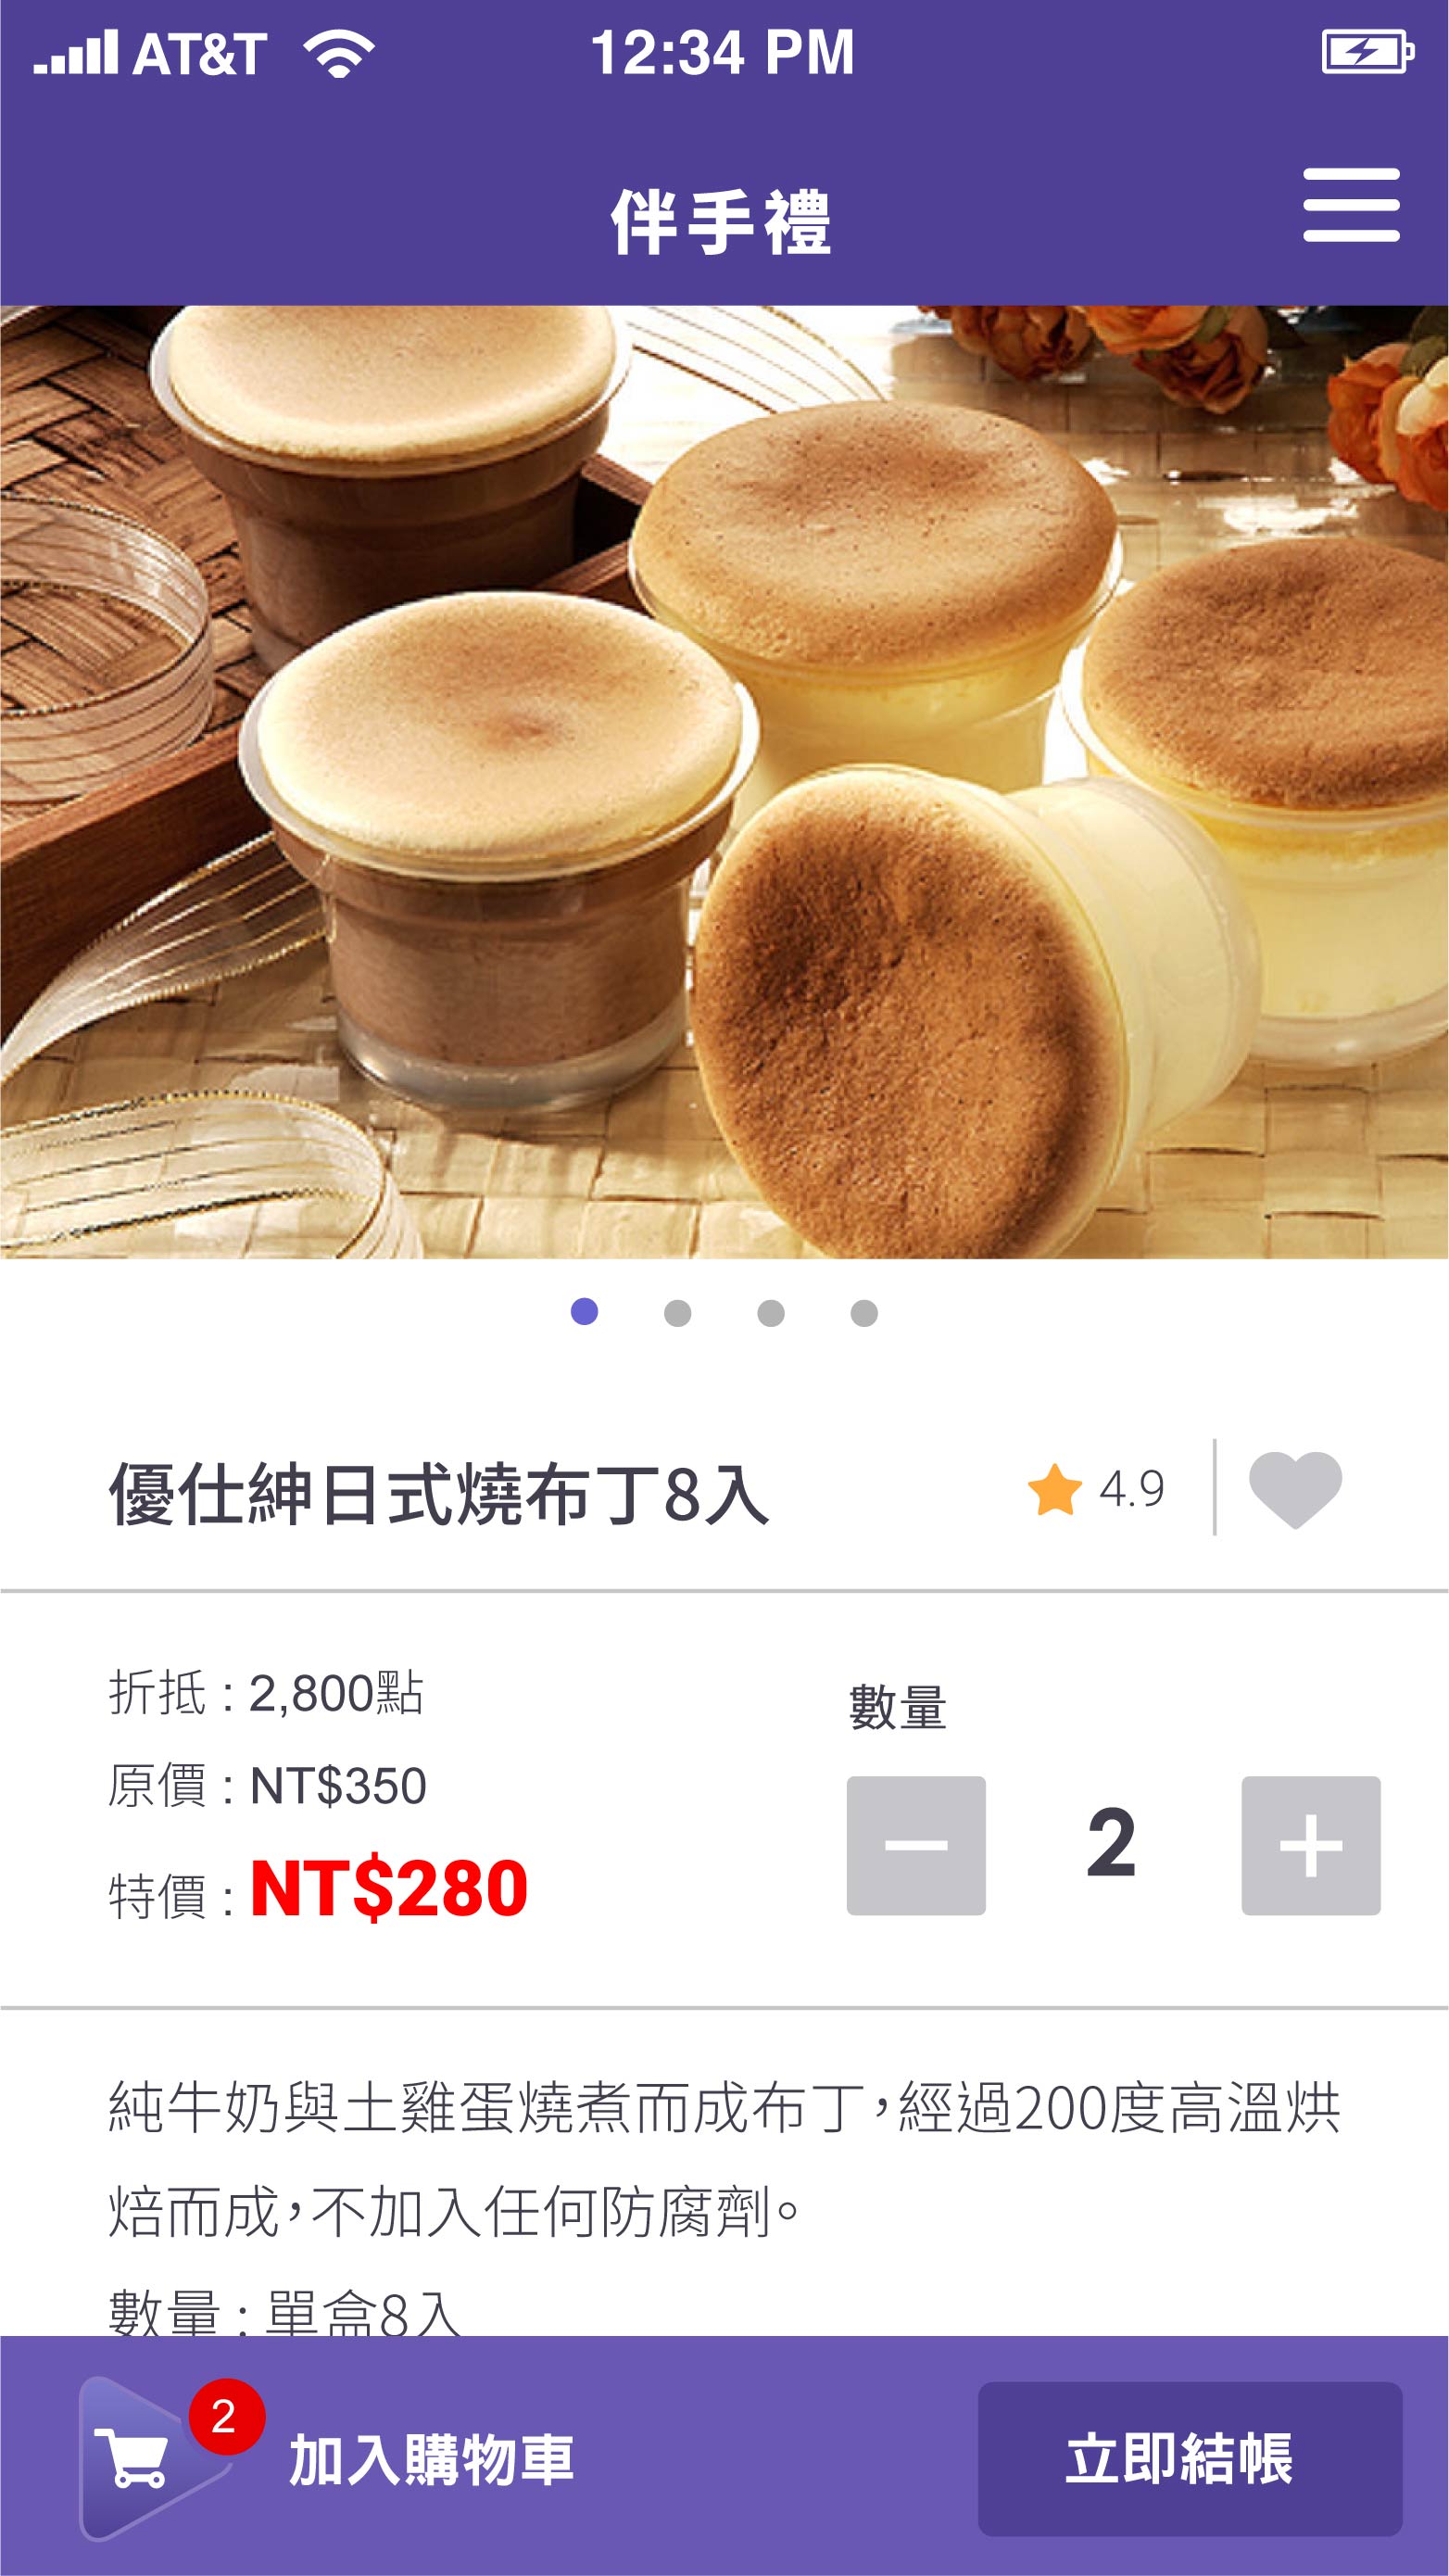 AT&T 12:34 PM
伴手禮
優仕紳日式燒布丁8入 4.9
折抵 : 2,800點
原價 : NT$350
特價 : NT$280
數量
2
純牛奶與土雞蛋燒煮而成布丁，經過200度高溫烘
焙而成，不加入任何防腐劑。
數量 : 單盒8入
2
加入購物車
立即結帳